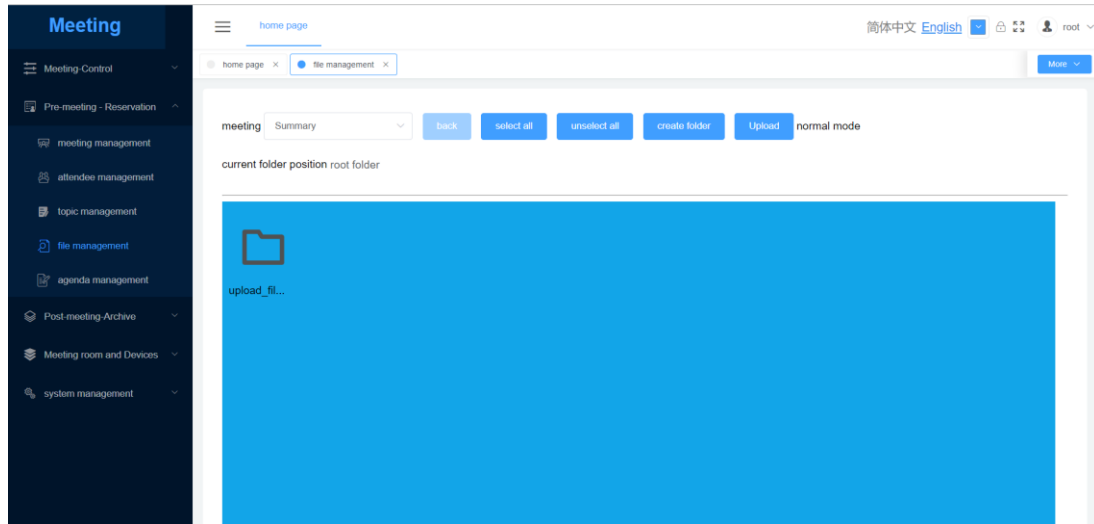 Meeting
Meeting-Control
Pre-meeting - Reservation
meeting management
attendee management
topic management
file management
agenda management
Post-meeting-Archive
Meeting room and Devices
system management
home page
简体中文 English
root
home page × file management ×
More
meeting Summary back select all unselect all create folder Upload normal mode
current folder position root folder
upload_fil...